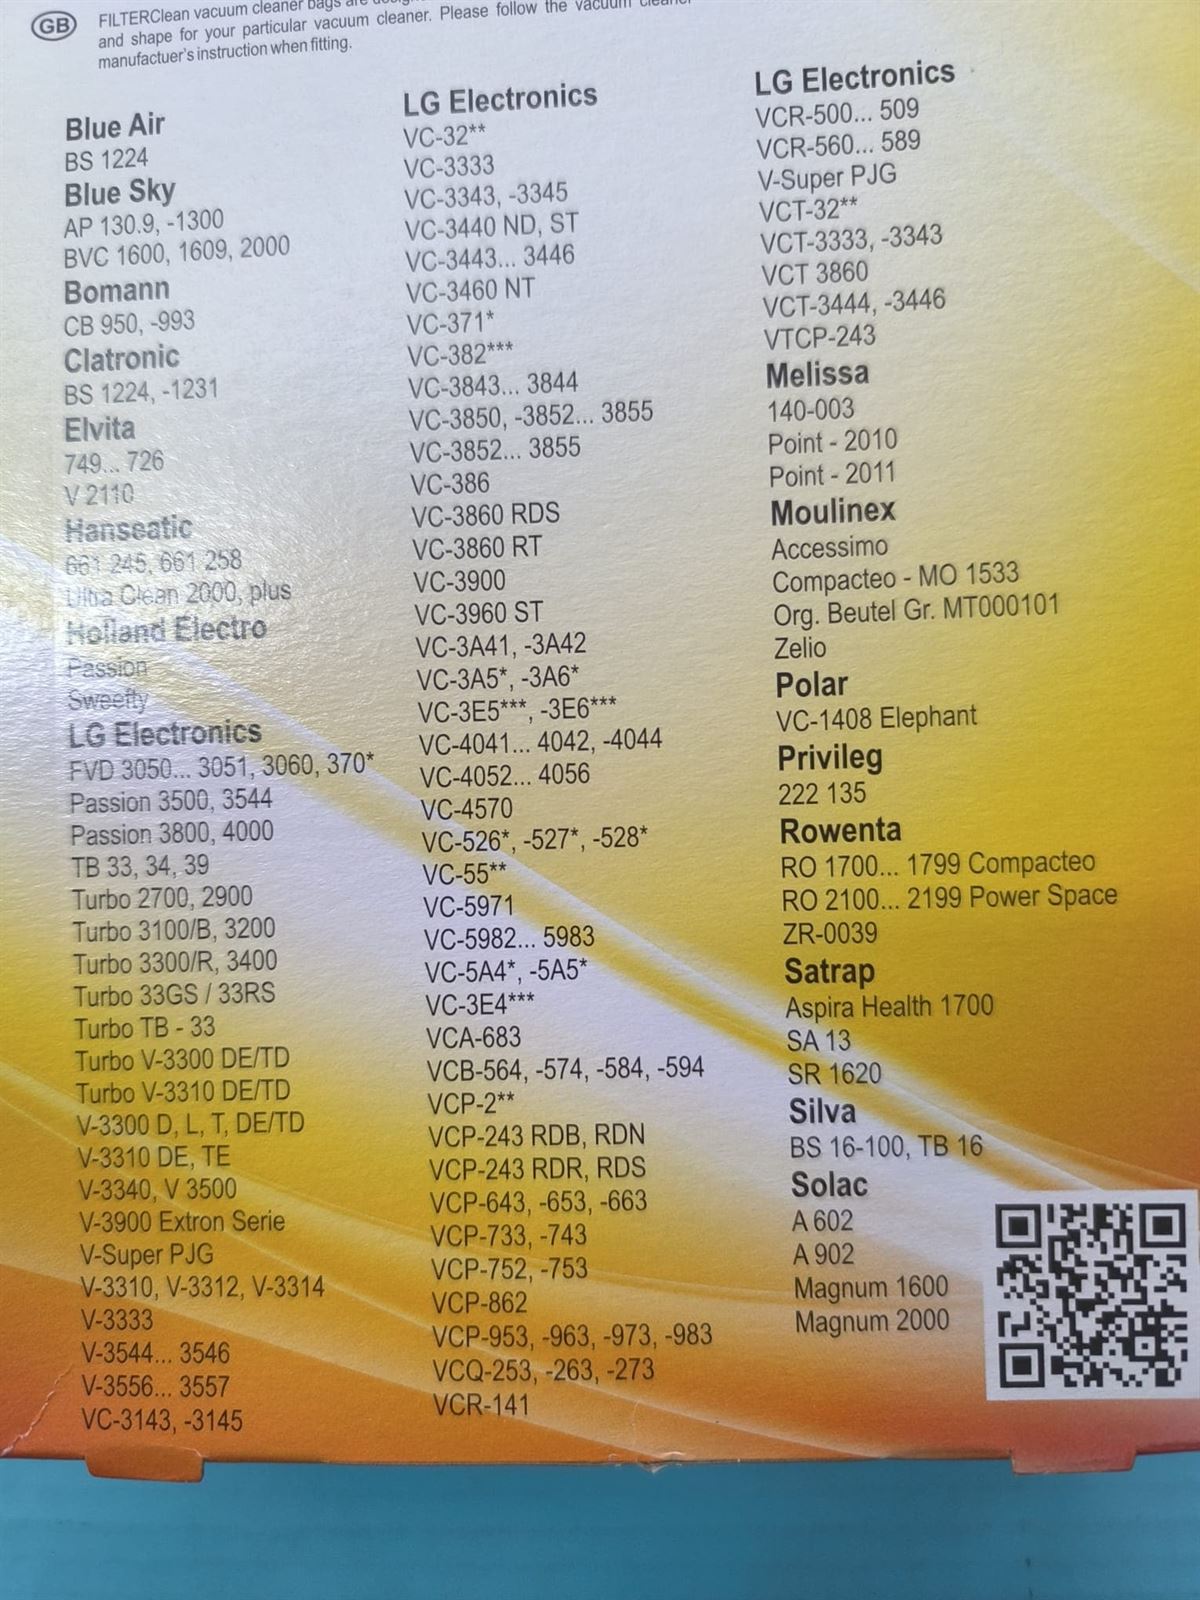 GB
FILTERClean vacuum cleaner bags are
and shape for your particular vacuum cleaner. Please follow the vacuum cleaner
manufactuer's instruction when fitting.
Blue Air
BS 1224
Blue Sky
AP 130.9, -1300
BVC 1600, 1609, 2000
Bomann
CB 950, -993
Clatronic
BS 1224, -1231
Elvita
749... 726
V 2110
Hanseatic
661 245, 661 258
Ultra Clean 2000, plus
Holland Electro
Passion
Sweefty
LG Electronics
FVD 3050... 3051, 3060, 370*
Passion 3500, 3544
Passion 3800, 4000
TB 33, 34, 39
Turbo 2700, 2900
Turbo 3100/B, 3200
Turbo 3300/R, 3400
Turbo 33GS / 33RS
Turbo TB - 33
Turbo V-3300 DE/TD
Turbo V-3310 DE/TD
V-3300 D, L, T, DE/TD
V-3310 DE, TE
V-3340, V 3500
V-3900 Extron Serie
V-Super PJG
V-3310, V-3312, V-3314
V-3333
V-3544... 3546
V-3556... 3557
VC-3143, -3145
LG Electronics
VC-32**
VC-3333
VC-3343, -3345
VC-3440 ND, ST
VC-3443... 3446
VC-3460 NT
VC-371*
VC-382***
VC-3843... 3844
VC-3850, -3852... 3855
VC-3852... 3855
VC-386
VC-3860 RDS
VC-3860 RT
VC-3900
VC-3960 ST
VC-3A41, -3A42
VC-3A5*, -3A6*
VC-3E5***, -3E6***
VC-4041... 4042, -4044
VC-4052... 4056
VC-4570
VC-526*, -527*, -528*
VC-55**
VC-5971
VC-5982... 5983
VC-5A4*, -5A5*
VC-3E4***
VCA-683
VCB-564, -574, -584, -594
VCP-2**
VCP-243 RDB, RDN
VCP-243 RDR, RDS
VCP-643, -653, -663
VCP-733, -743
VCP-752, -753
VCP-862
VCP-953, -963, -973, -983
VCQ-253, -263, -273
VCR-141
LG Electronics
VCR-500... 509
VCR-560... 589
V-Super PJG
VCT-32**
VCT-3333, -3343
VCT 3860
VCT-3444, -3446
VTCP-243
Melissa
140-003
Point - 2010
Point - 2011
Moulinex
Accessimo
Compacteo - MO 1533
Org. Beutel Gr. MT000101
Zelio
Polar
VC-1408 Elephant
Privileg
222 135
Rowenta
RO 1700... 1799 Compacteo
RO 2100... 2199 Power Space
ZR-0039
Satrap
Aspira Health 1700
SA 13
SR 1620
Silva
BS 16-100, TB 16
Solac
A 602
A 902
Magnum 1600
Magnum 2000